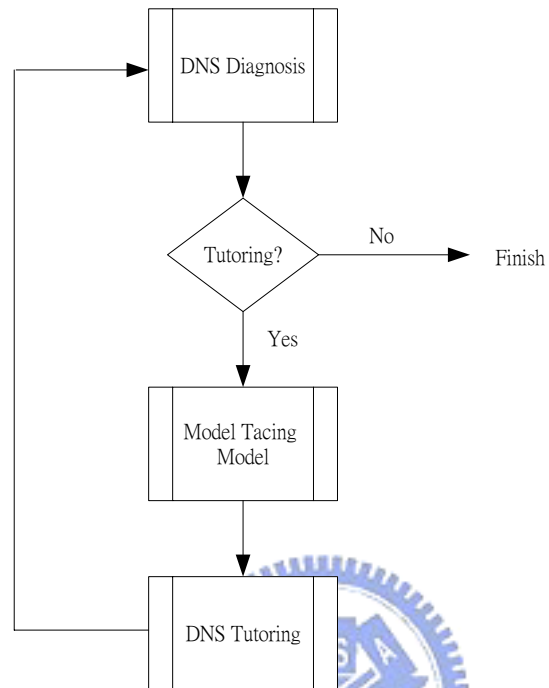 DNS Diagnosis
Tutoring?
No
Finish
Yes
Model Tacing
Model
DNS Tutoring